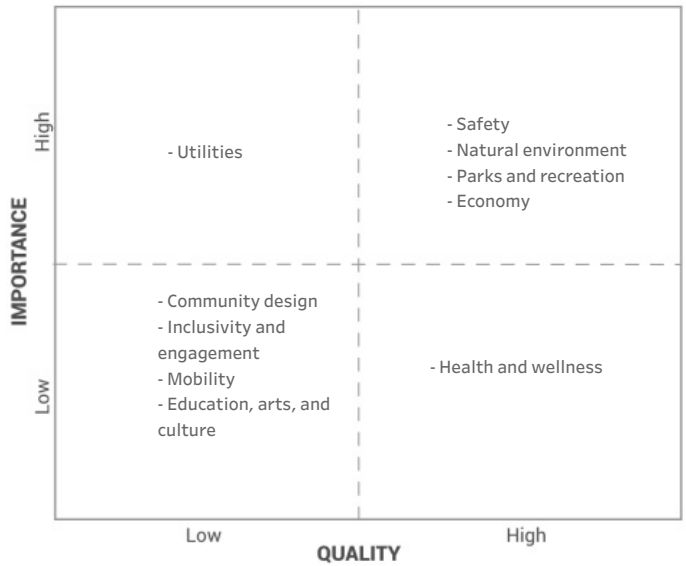 IMPORTANCE
High
Low
- Utilities
- Safety
- Natural environment
- Parks and recreation
- Economy
- Community design
- Inclusivity and
engagement
- Mobility
- Education, arts, and
culture
- Health and wellness
Low
High
QUALITY